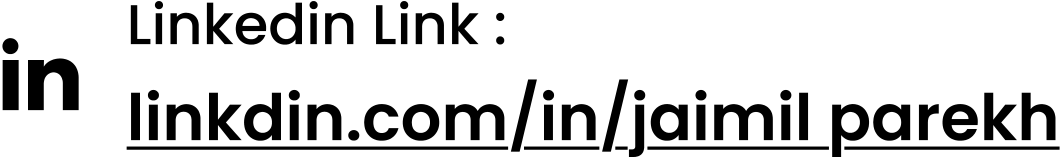 Linkedin Link :
in
linkdin.com/in/jaimil parekh